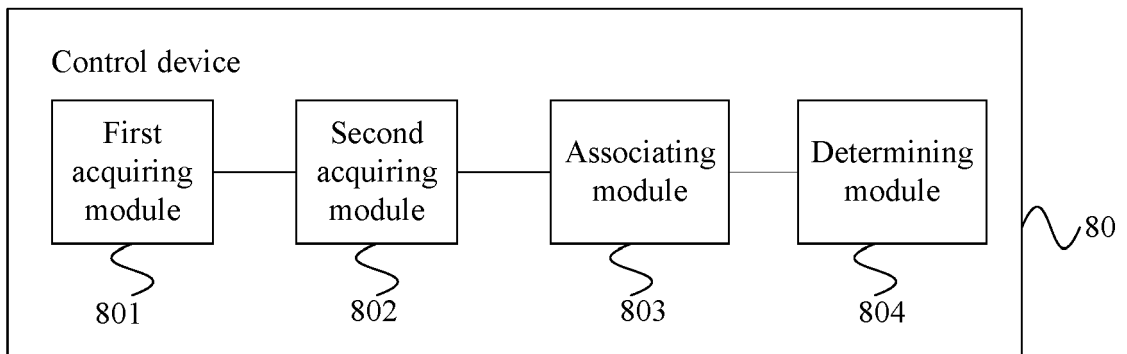 Control device
First
acquiring
module
Second
acquiring
module
Associating
module
Determining
module
80
801
802
803
804